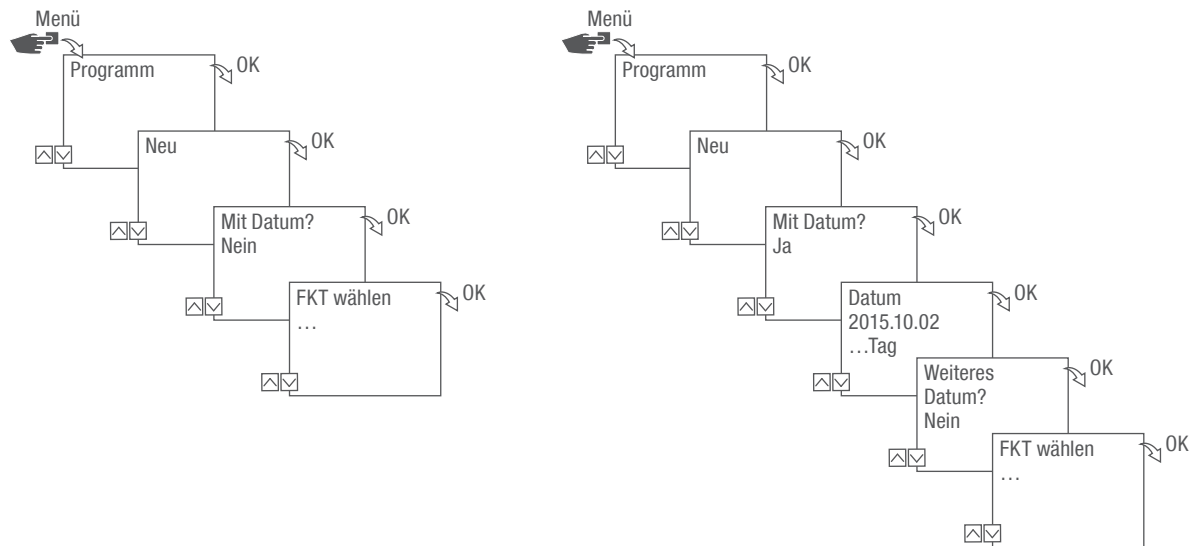 Menü
Programm
OK
Neu
OK
Mit Datum?
Nein
OK
FKT wählen
…
OK
Menü
Programm
OK
Neu
OK
Mit Datum?
Ja
OK
Datum
2015.10.02
…Tag
OK
Weiteres
Datum?
Nein
OK
FKT wählen
…
OK